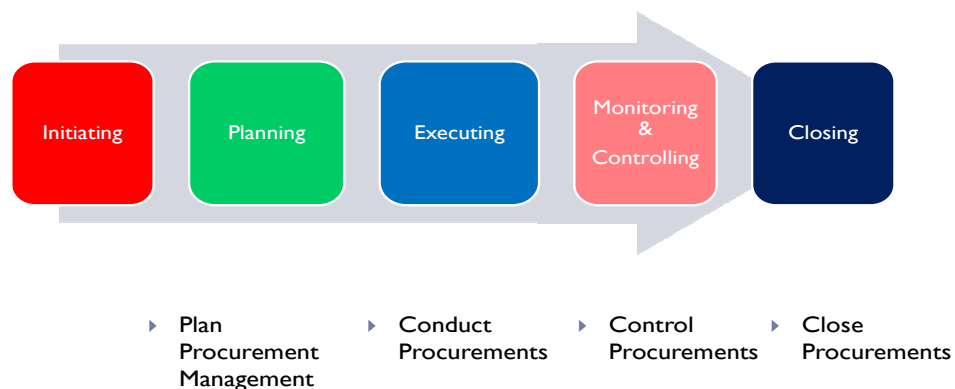 Initiating
Planning
Executing
Monitoring
&
Controlling
Closing
Plan
Procurement
Management
Conduct
Procurements
Control
Procurements
Close
Procurements